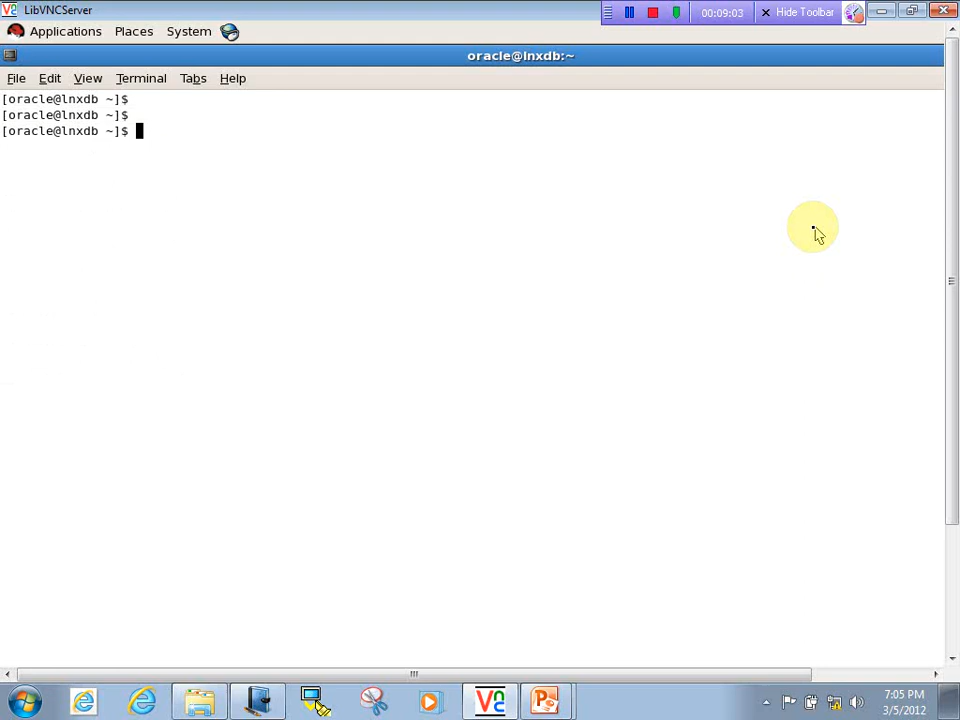 LibVNCServer
00:09:03
Hide Toolbar
Applications Places System
oracle@lnxdb:~
File Edit View Terminal Tabs Help
[oracle@lnxdb ~]$
[oracle@lnxdb ~]$
[oracle@lnxdb ~]$
7:05 PM
3/5/2012